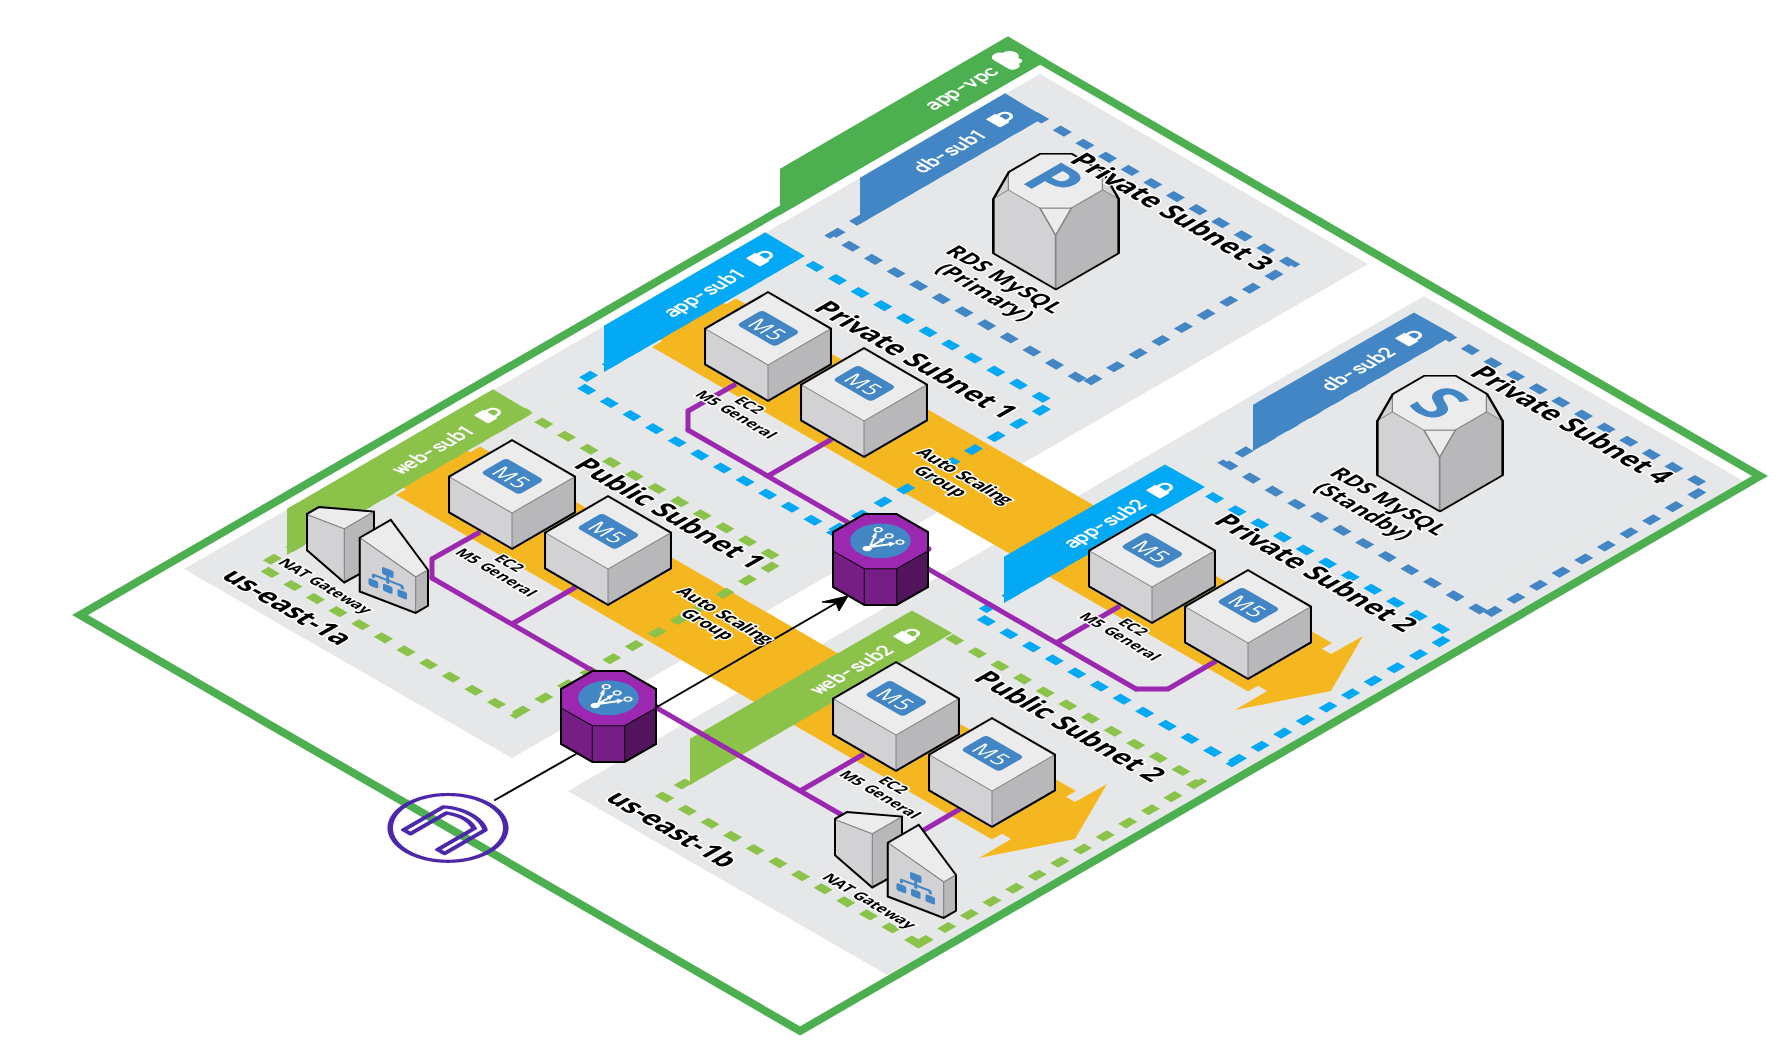 app-vpc
db-sub1
Private Subnet 3
P
RDS MySQL
(Primary)
app-sub1
Private Subnet 1
M5
M5
EC2
M5 General
Auto Scaling
Group
web-sub1
Public Subnet 1
M5
M5
EC2
M5 General
NAT Gateway
Auto Scaling
Group
us-east-1a
db-sub2
Private Subnet 4
S
RDS MySQL
(Standby)
app-sub2
Private Subnet 2
M5
M5
EC2
M5 General
web-sub2
Public Subnet 2
M5
M5
EC2
M5 General
NAT Gateway
us-east-1b